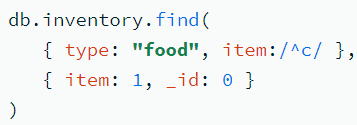 db.inventory.find(
{ type: "food", item:/^c/ },
{ item: 1, _id: 0 }
)